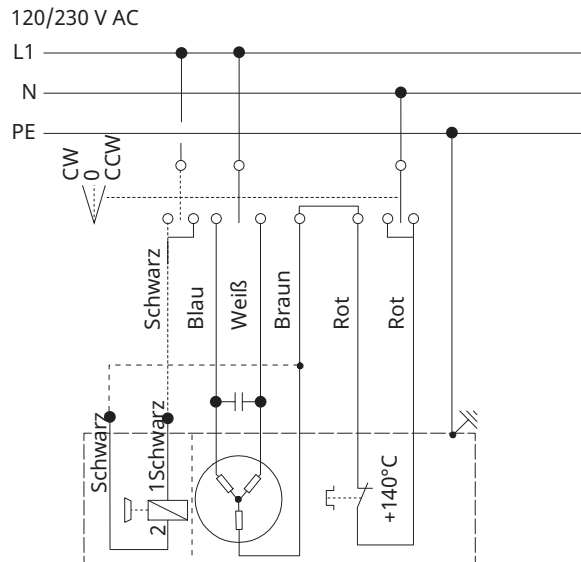 120/230 V AC
L1
N
PE
CW
0
CCW
Schwarz
Blau
Weiß
Braun
Rot
Rot
Schwarz
1Schwarz
2
+140°C